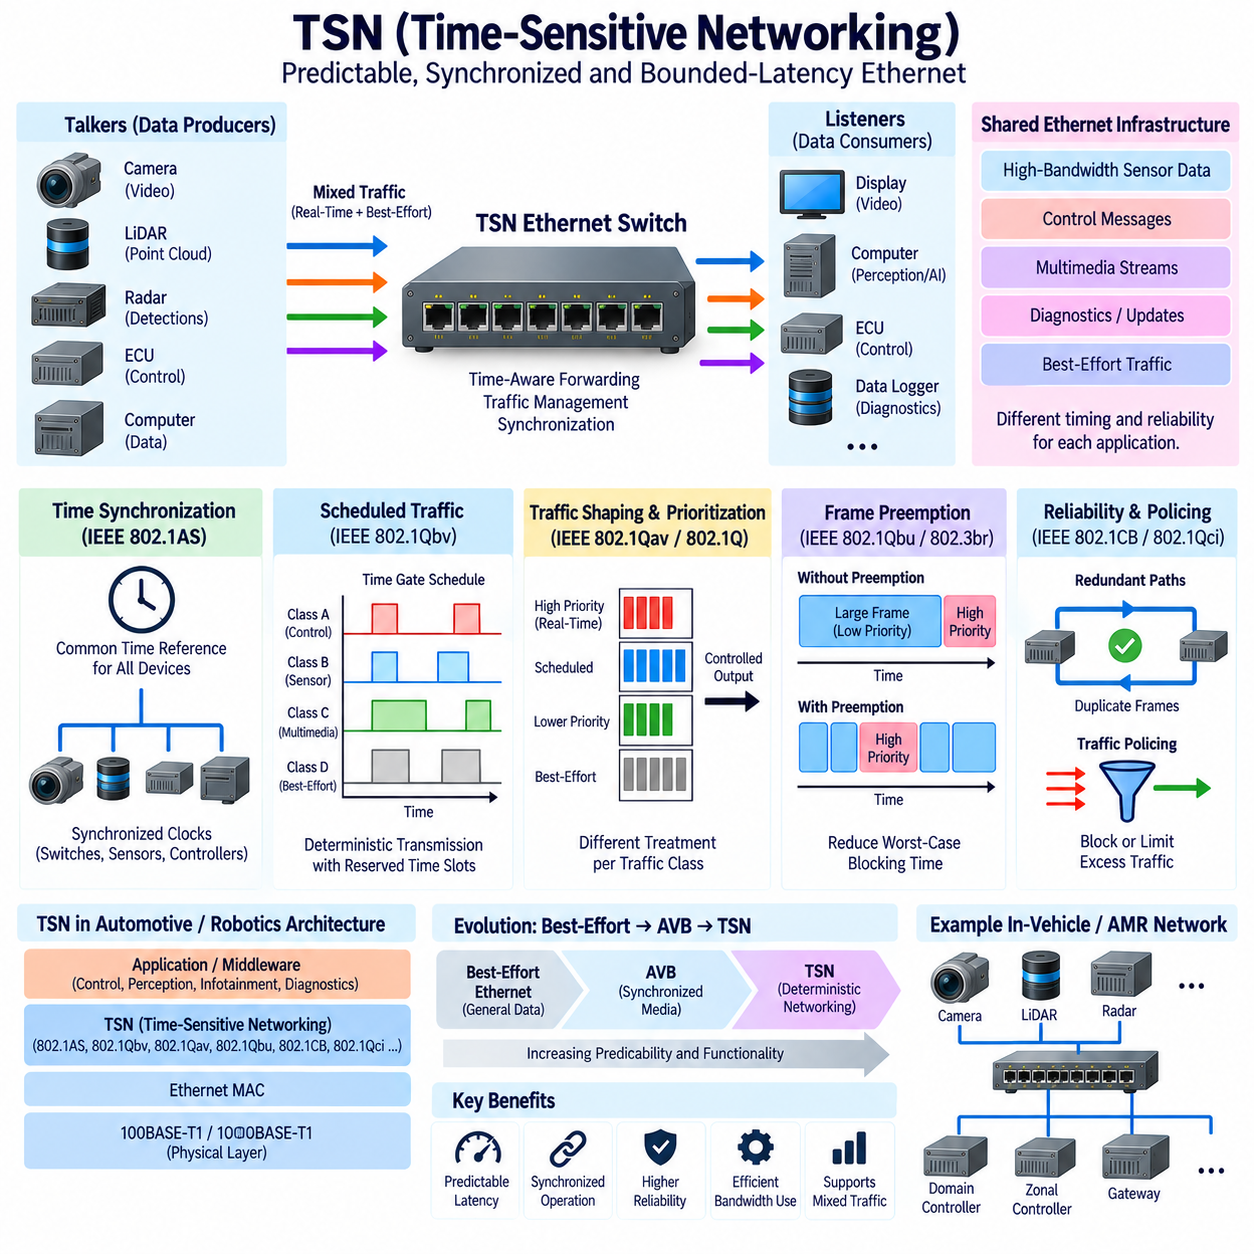 TSN (Time-Sensitive Networking)
Predictable, Synchronized and Bounded-Latency Ethernet
Talkers (Data Producers)
Camera
(Video)
LiDAR
(Point Cloud)
Radar
(Detections)
ECU
(Control)
Computer
(Data)
Mixed Traffic
(Real-Time + Best-Effort)
TSN Ethernet Switch
Time-Aware Forwarding
Traffic Management
Synchronization
Listeners
(Data Consumers)
Display
(Video)
Computer
(Perception/AI)
ECU
(Control)
Data Logger
(Diagnostics)
...
Shared Ethernet Infrastructure
High-Bandwidth Sensor Data
Control Messages
Multimedia Streams
Diagnostics / Updates
Best-Effort Traffic
Different timing and reliability
for each application.
Time Synchronization
(IEEE 802.1AS)
Common Time Reference
for All Devices
Synchronized Clocks
(Switches, Sensors, Controllers)
Scheduled Traffic
(IEEE 802.1Qbv)
Time Gate Schedule
Class A
(Control)
Class B
(Sensor)
Class C
(Multimedia)
Class D
(Best-Effort)
Time
Deterministic Transmission
with Reserved Time Slots
Traffic Shaping & Prioritization
(IEEE 802.1Qav / 802.1Q)
High Priority
(Real-Time)
Scheduled
Lower Priority
Best-Effort
Controlled
Output
Different Treatment
per Traffic Class
Frame Preemption
(IEEE 802.1Qbu / 802.3br)
Without Preemption
Large Frame
(Low Priority)
High
Priority
Time
With Preemption
High
Priority
Time
Reduce Worst-Case
Blocking Time
Reliability & Policing
(IEEE 802.1CB / 802.1Qci)
Redundant Paths
Duplicate Frames
Traffic Policing
Block or Limit
Excess Traffic
TSN in Automotive / Robotics Architecture
Application / Middleware
(Control, Perception, Infotainment, Diagnostics)
TSN (Time-Sensitive Networking)
(802.1AS, 802.1Qbv, 802.1Qav, 802.1Qbu, 802.1CB, 802.1Qci ...)
Ethernet MAC
100BASE-T1 /
(Physical Layer)
Evolution: Best-Effort → AVB → TSN
Best-Effort
Ethernet
(General Data)
AVB
(Synchronized
Media)
TSN
(Deterministic
Networking)
Increasing Predicability and Functionality
Key Benefits
Predictable
Latency
Synchronized
Operation
Higher
Reliability
Efficient
Bandwidth Use
Supports
Mixed Traffic
Example In-Vehicle / AMR Network
Camera
LiDAR
Radar
...
Domain
Controller
Zonal
Controller
Gateway
...